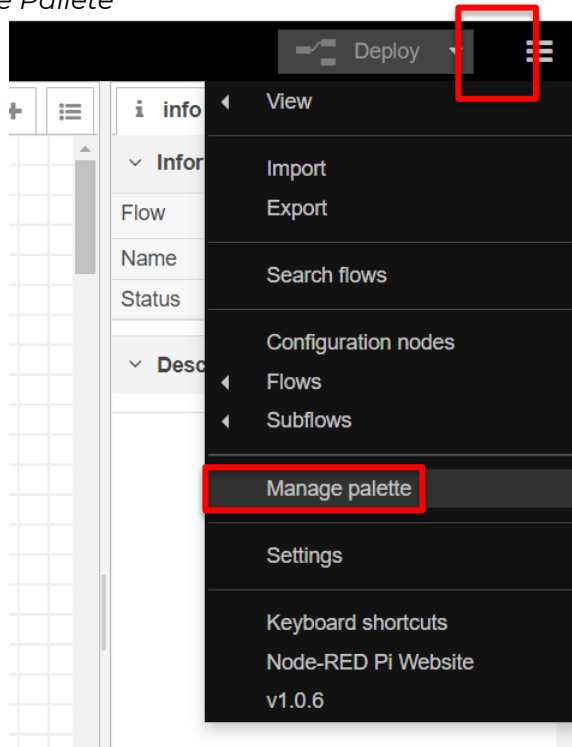 e Pallete
Deploy
info
View
Infor
Import
Flow
Export
Name
Search flows
Status
Configuration nodes
Desc
Flows
Subflows
Manage palette
Settings
Keyboard shortcuts
Node-RED Pi Website
v1.0.6